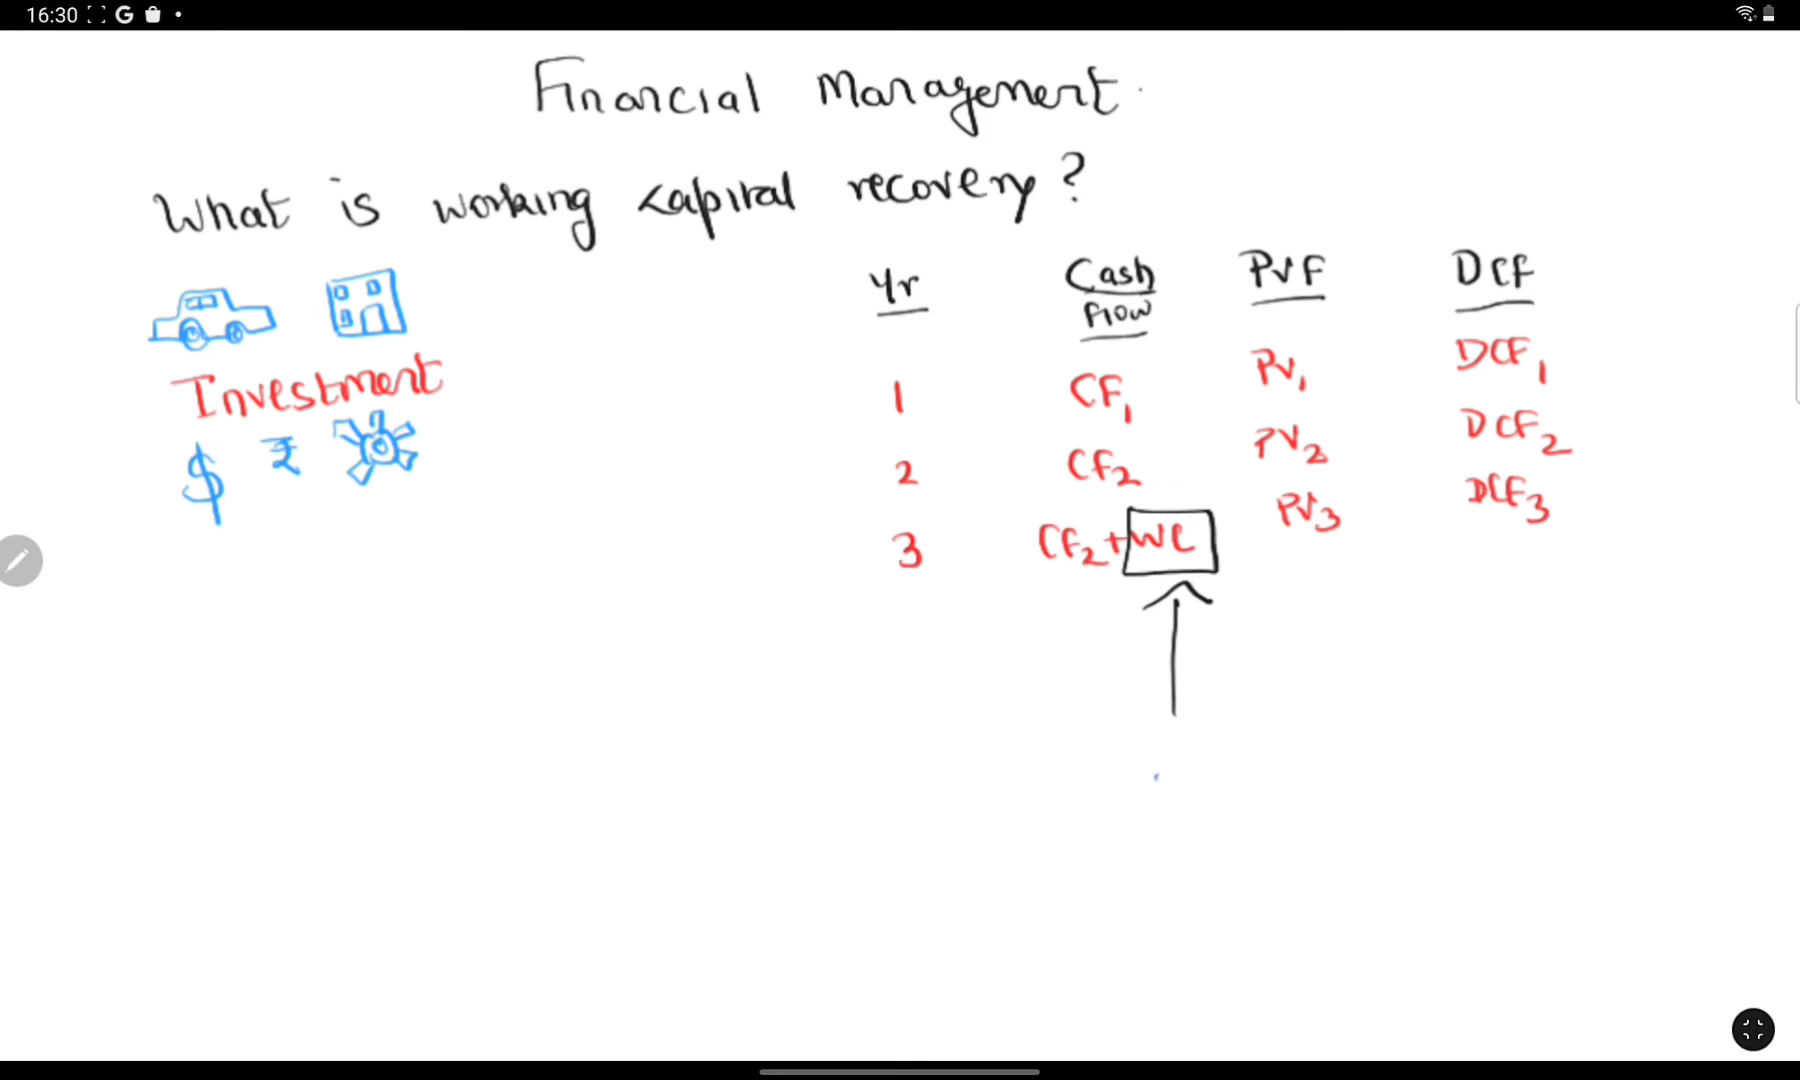 16:30
Financial Management.
What is working capital recovery?
Yr Cash Flow PVF DCF
Investment
$ ₹
1 CF1 PV1 DCF1
2 CF2 PV2 DCF2
3 CF2+WC PV3 DCF3